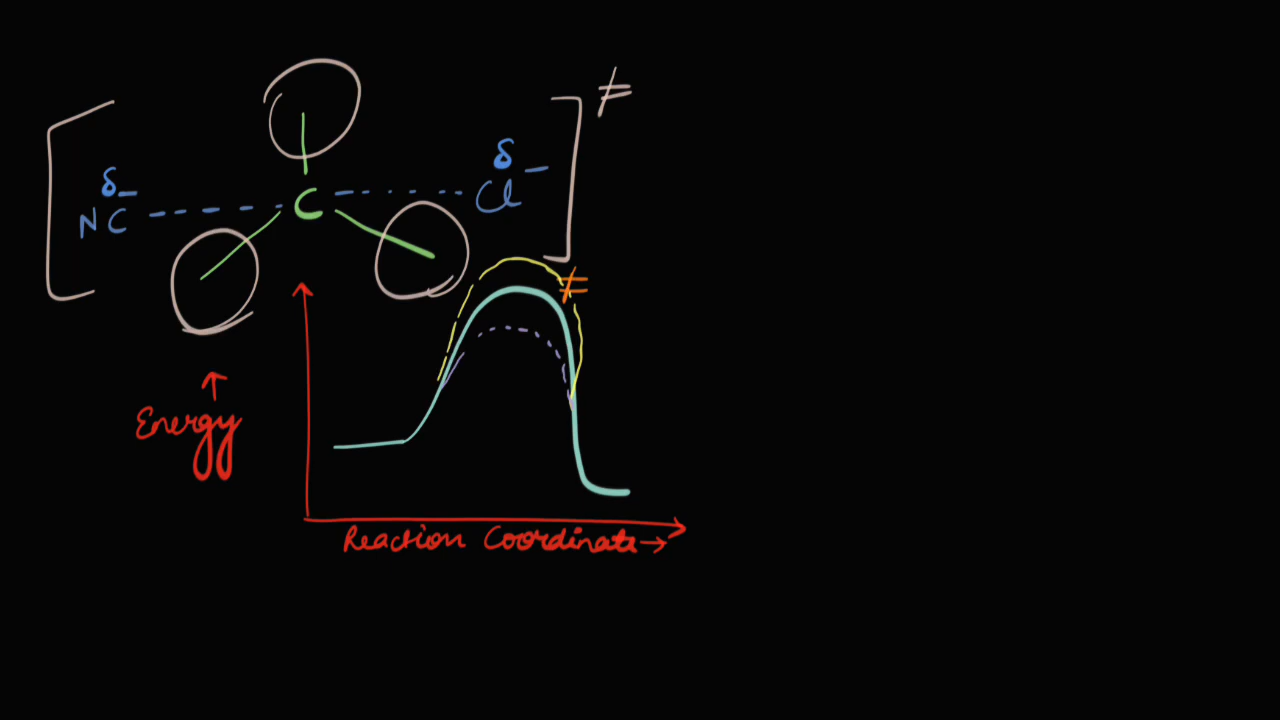 ≠
δ- δ-
NC C Cl
≠
↑
Energy
Reaction Coordinate →